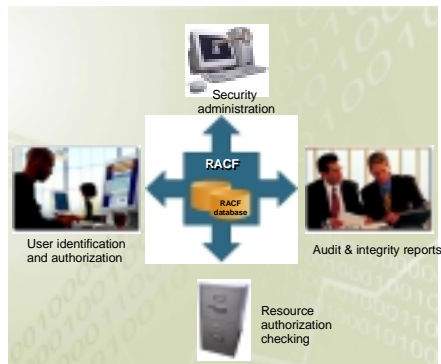 Security
administration
RACF
RACF
database
User identification
and authorization
Audit & integrity reports
Resource
authorization
checking